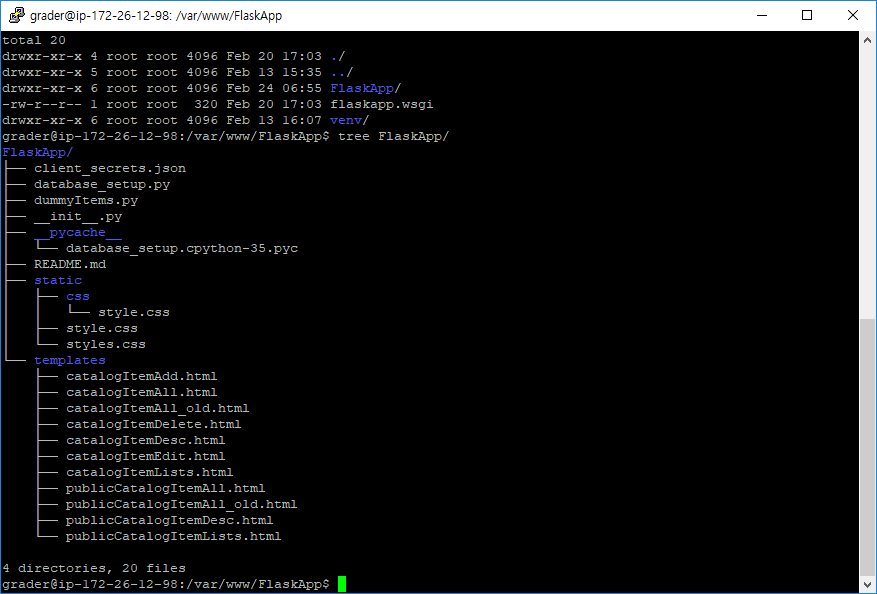 grader@ip-172-26-12-98: /var/www/FlaskApp
total 20
drwxr-xr-x 4 root root 4096 Feb 20 17:03 ./
drwxr-xr-x 5 root root 4096 Feb 13 15:35 ../
drwxr-xr-x 6 root root 4096 Feb 24 06:55 FlaskApp/
-rw-r--r-- 1 root root  320 Feb 20 17:03 flaskapp.wsgi
drwxr-xr-x 6 root root 4096 Feb 13 16:07 venv/
grader@ip-172-26-12-98:/var/www/FlaskApp$ tree FlaskApp/
FlaskApp/
├── client_secrets.json
├── database_setup.py
├── dummyItems.py
├── __init__.py
├── __pycache__
│   └── database_setup.cpython-35.pyc
├── README.md
├── static
│   ├── css
│   │   └── style.css
│   ├── style.css
│   └── styles.css
└── templates
    ├── catalogItemAdd.html
    ├── catalogItemAll.html
    ├── catalogItemAll_old.html
    ├── catalogItemDelete.html
    ├── catalogItemDesc.html
    ├── catalogItemEdit.html
    ├── catalogItemLists.html
    ├── publicCatalogItemAll.html
    ├── publicCatalogItemAll_old.html
    ├── publicCatalogItemDesc.html
    └── publicCatalogItemLists.html

4 directories, 20 files
grader@ip-172-26-12-98:/var/www/FlaskApp$